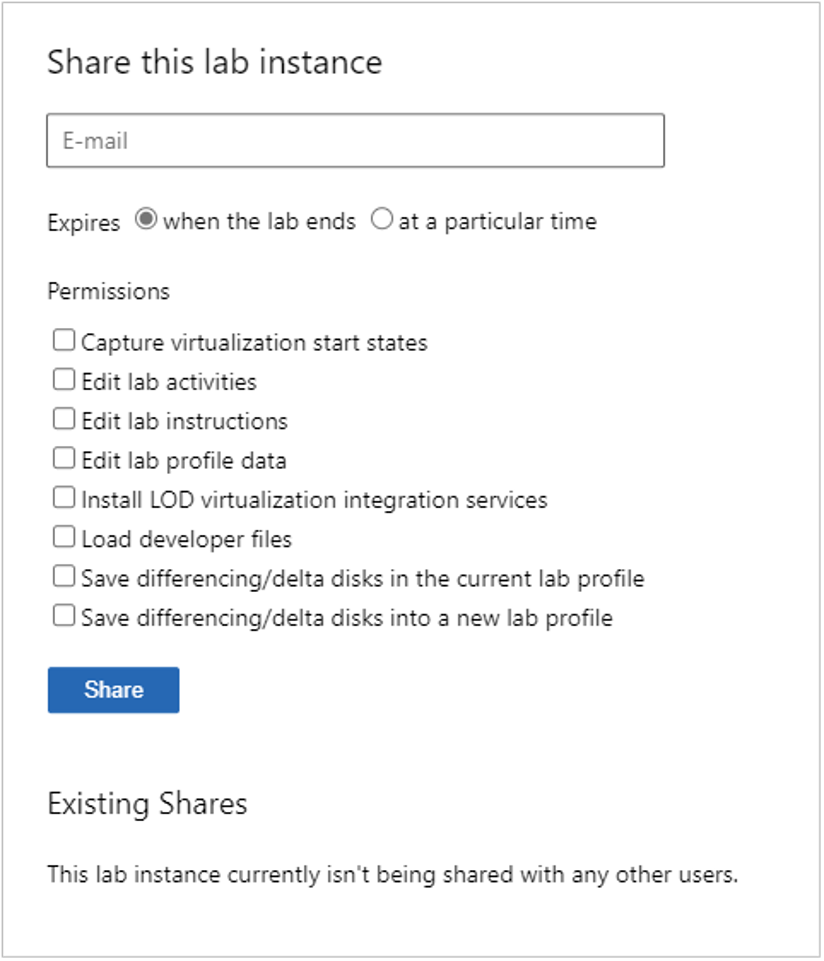 Share this lab instance
E-mail
Expires when the lab ends at a particular time
Permissions
Capture virtualization start states
Edit lab activities
Edit lab instructions
Edit lab profile data
Install LOD virtualization integration services
Load developer files
Save differencing/delta disks in the current lab profile
Save differencing/delta disks into a new lab profile
Share
Existing Shares
This lab instance currently isn't being shared with any other users.